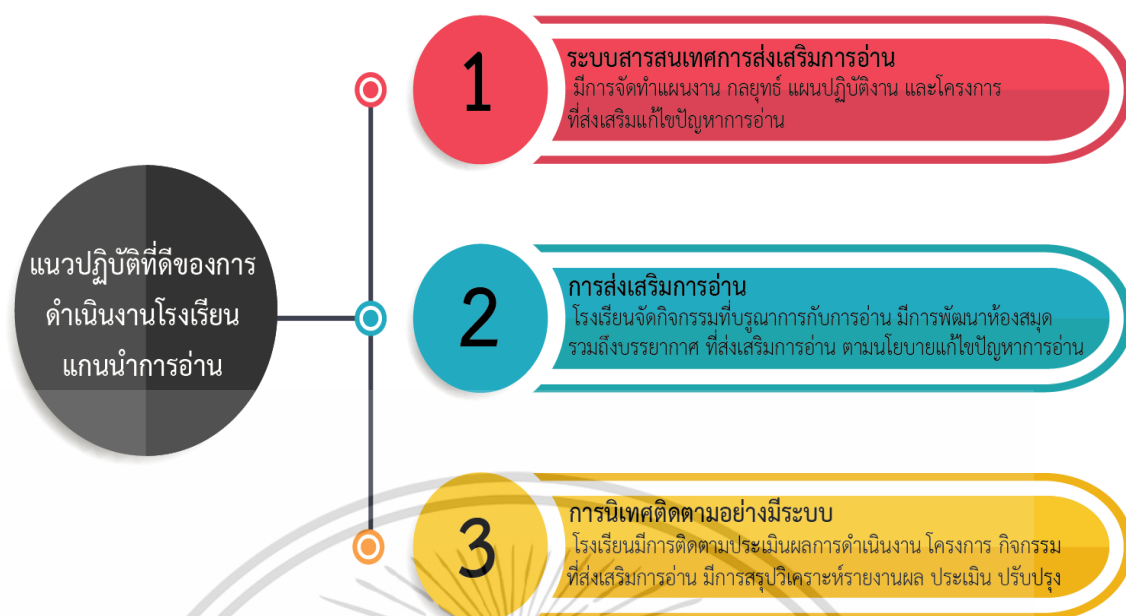 แนวปฏิบัติที่ดีของการ
ดำเนินงานโรงเรียน
แกนนำการอ่าน
1
ระบบสารสนเทศการส่งเสริมการอ่าน
มีการจัดทำแผนงาน กลยุทธ์ แผนปฏิบัติงาน และโครงการ
ที่ส่งเสริมแก้ไขปัญหาการอ่าน
2
การส่งเสริมการอ่าน
โรงเรียนจัดกิจกรรมที่บูรณาการกับการอ่าน มีการพัฒนาห้องสมุด
รวมถึงบรรยากาศ ที่ส่งเสริมการอ่าน ตามนโยบายแก้ไขปัญหาการอ่าน
3
การนิเทศติดตามอย่างมีระบบ
โรงเรียนมีการติดตามประเมินผลการดำเนินงาน โครงการ กิจกรรม
ที่ส่งเสริมการอ่าน มีการสรุปวิเคราะห์รายงานผล ประเมิน ปรับปรุง